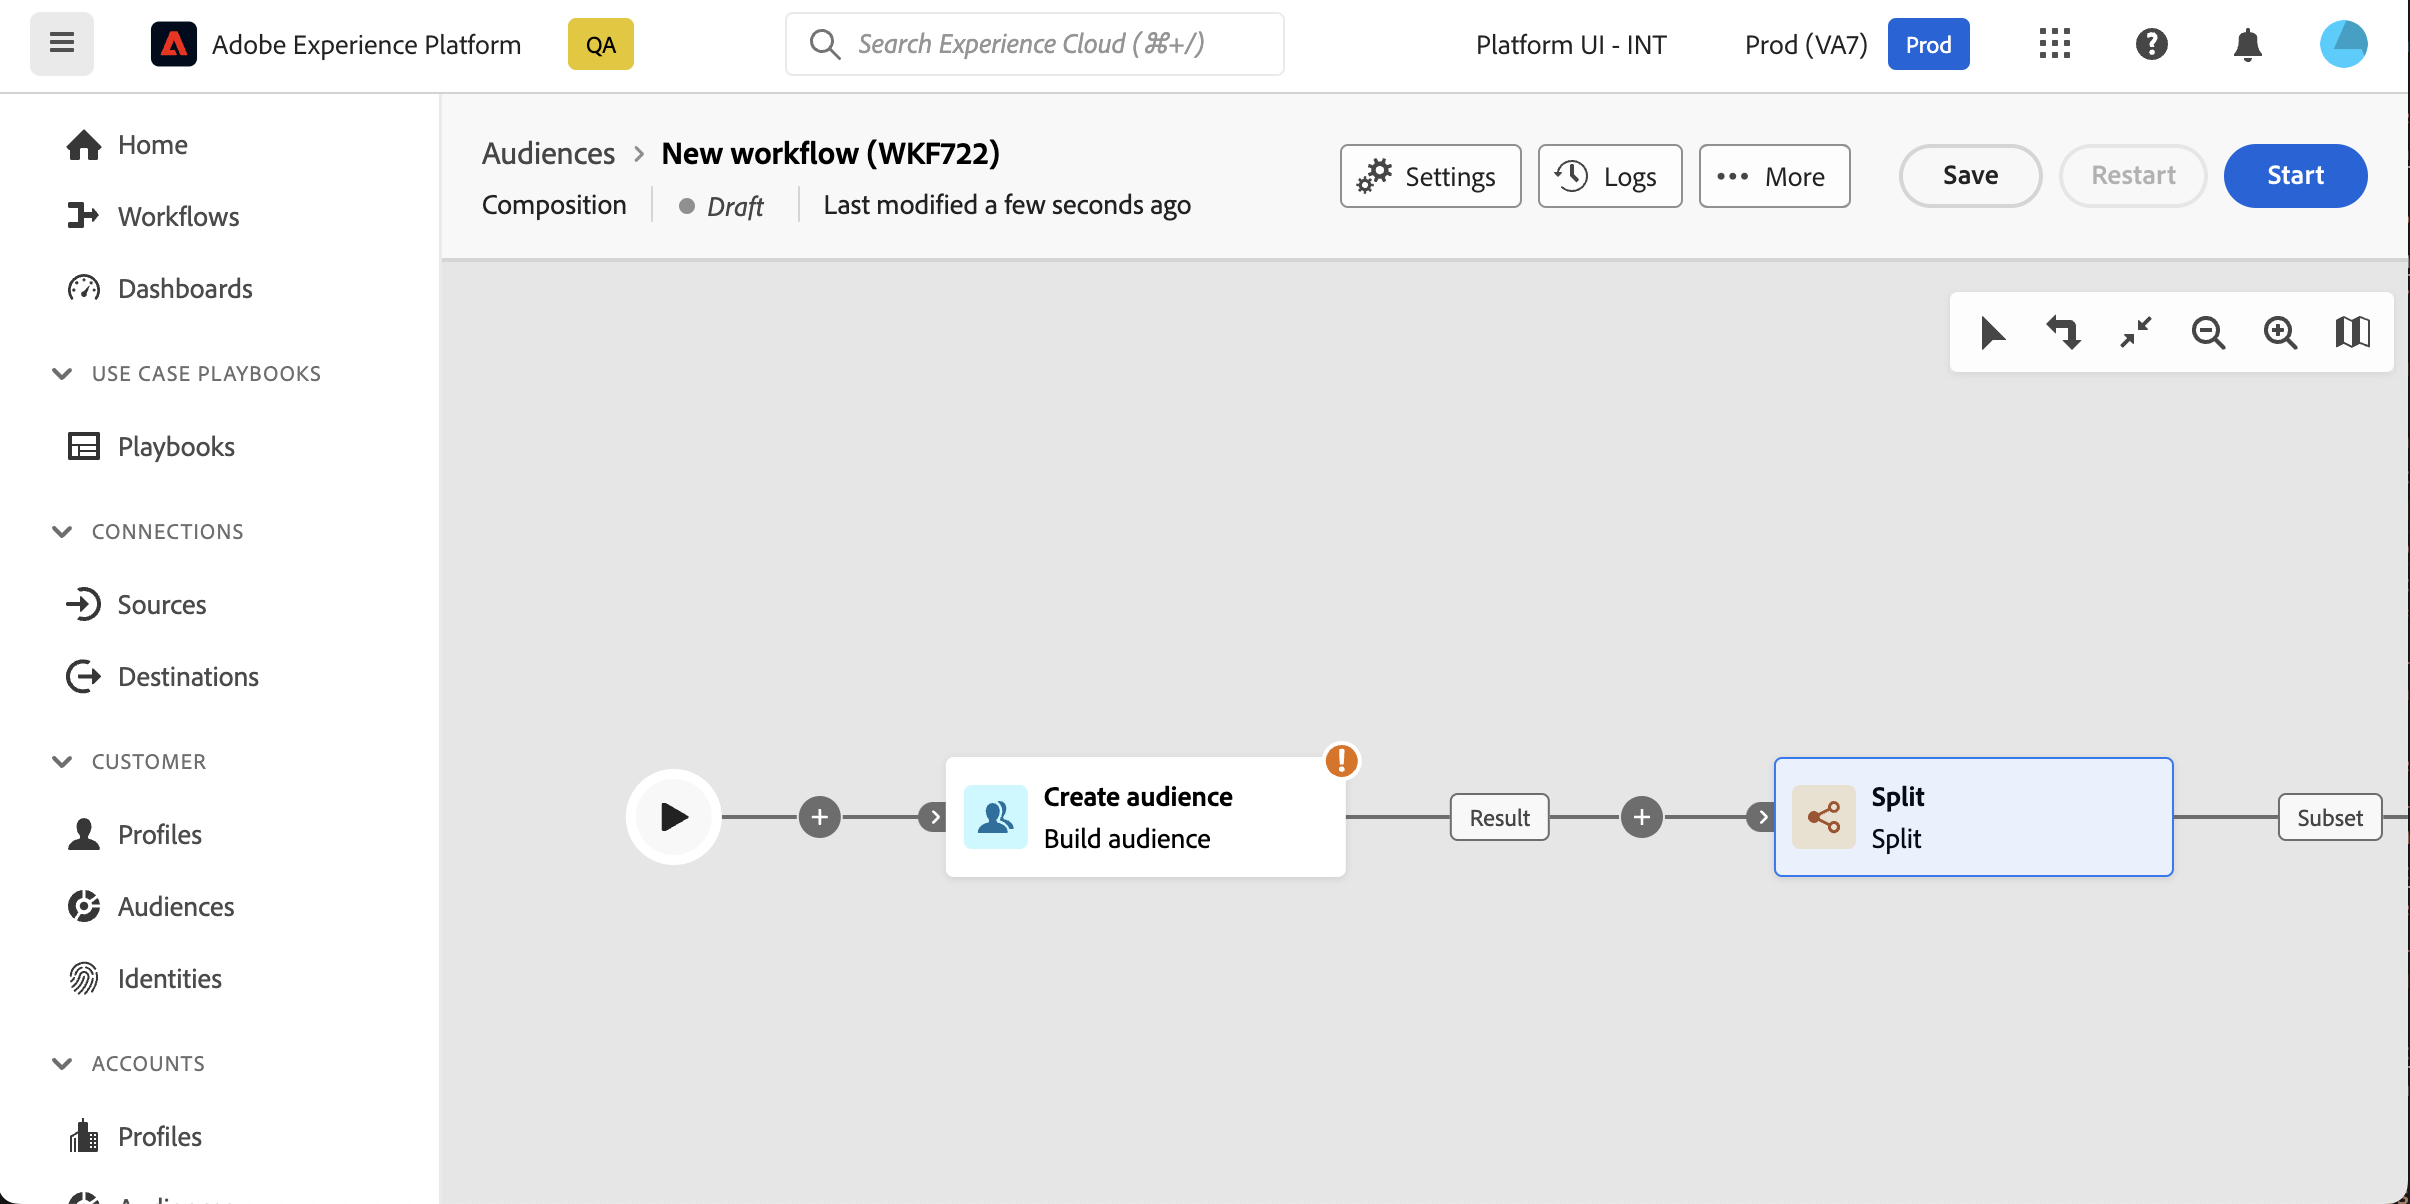 Adobe Experience Platform
QA
Search Experience Cloud (⌘+/)
Platform UI - INT
Prod (VA7)
Prod
Home
Workflows
Dashboards
USE CASE PLAYBOOKS
Playbooks
CONNECTIONS
Sources
Destinations
CUSTOMER
Profiles
Audiences
Identities
ACCOUNTS
Profiles
Audiences > New workflow (WKF722)
Composition
Draft
Last modified a few seconds ago
Settings
Logs
More
Save
Restart
Start
Create audience
Build audience
Result
Split
Split
Subset